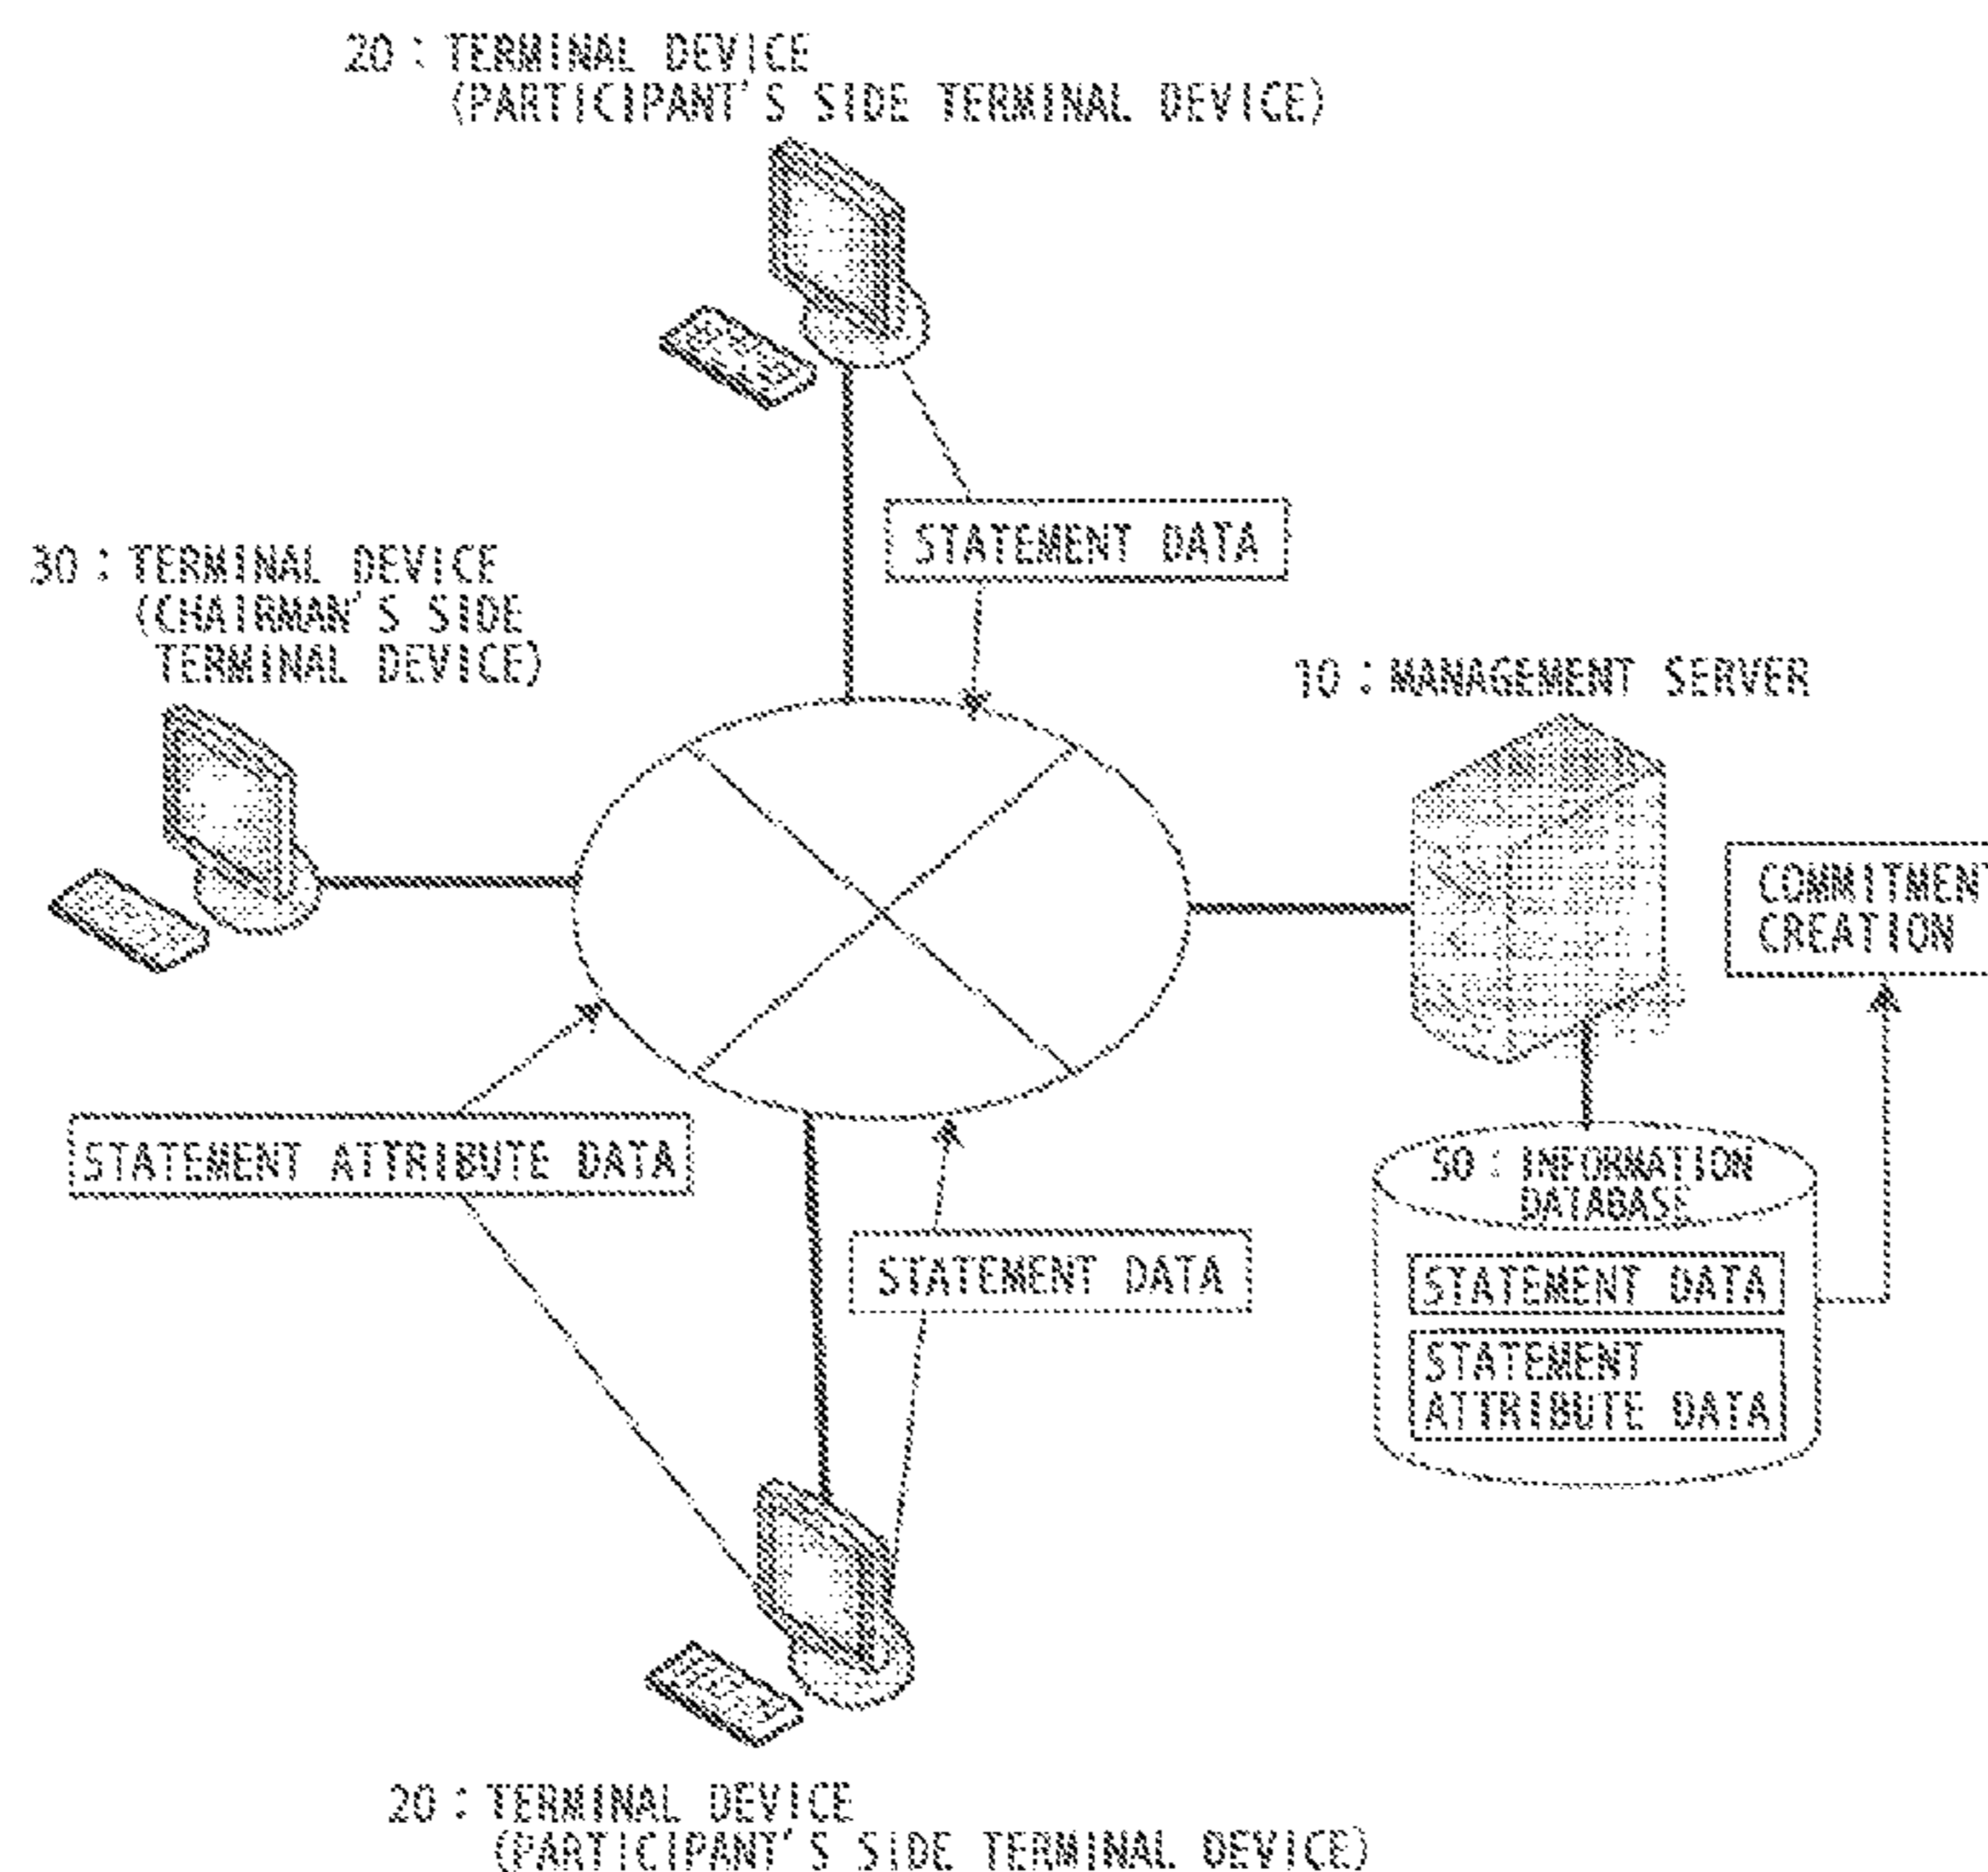 20 : TERMINAL DEVICE
(PARTICIPANT'S SIDE TERMINAL DEVICE)
STATEMENT DATA
30 : TERMINAL DEVICE
(CHAIRMAN'S SIDE
TERMINAL DEVICE)
10 : MANAGEMENT SERVER
COMMITMENT
CREATION
STATEMENT ATTRIBUTE DATA
50 : INFORMATION
DATABASE
STATEMENT DATA
STATEMENT DATA
STATEMENT
ATTRIBUTE DATA
20 : TERMINAL DEVICE
(PARTICIPANT'S SIDE TERMINAL DEVICE)